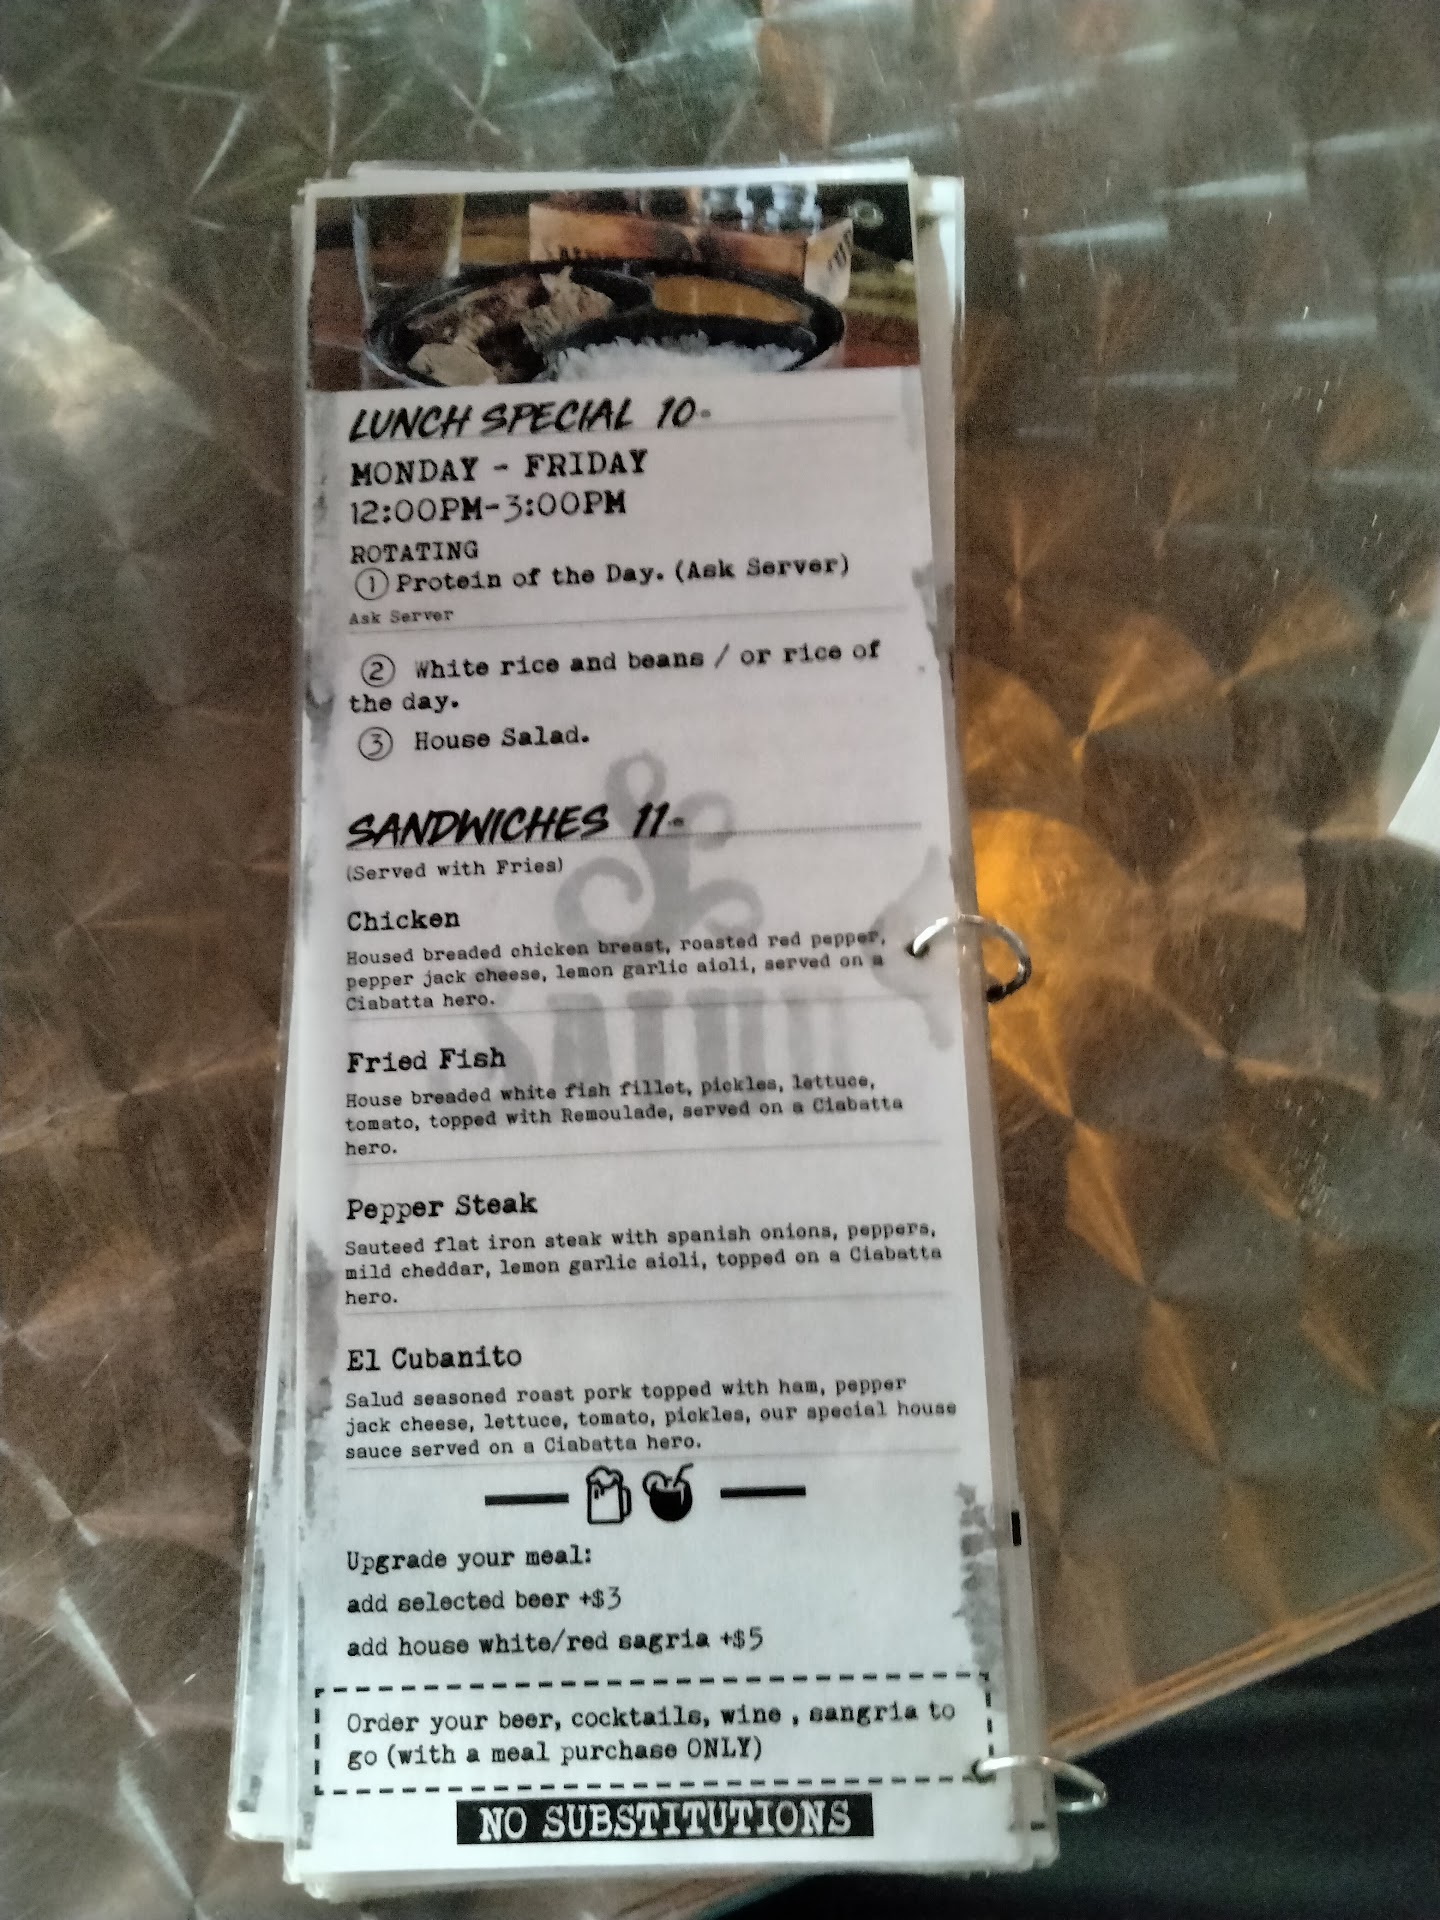 LUNCH SPECIAL 10-
MONDAY - FRIDAY
12:00PM-3:00PM
ROTATING
① Protein of the Day. (Ask Server)
Ask Server
② White rice and beans / or rice of
the day.
③ House Salad.
SANDWICHES 11-
(Served with Fries)
Chicken
Housed breaded chicken breast, roasted red pepper,
pepper jack cheese, lemon garlic aioli, served on a
Ciabatta hero.
Fried Fish
House breaded white fish fillet, pickles, lettuce,
tomato, topped with Remoulade, served on a Ciabatta
hero.
Pepper Steak
Sauteed flat iron steak with spanish onions, peppers,
mild cheddar, lemon garlic aioli, topped on a Ciabatta
hero.
El Cubanito
Salud seasoned roast pork topped with ham, pepper
jack cheese, lettuce, tomato, pickles, our special house
sauce served on a Ciabatta hero.
Upgrade your meal:
add selected beer +$3
add house white/red sagria +$5
Order your beer, cocktails, wine , sangria to
go (with a meal purchase ONLY)
NO SUBSTITUTIONS